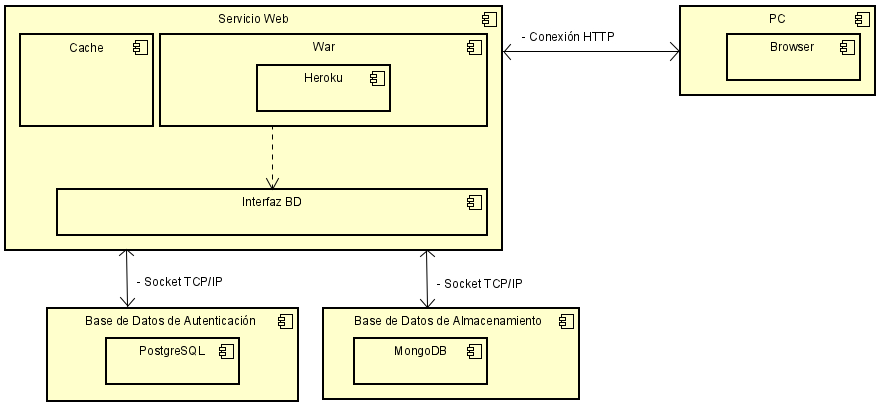 Servicio Web
Cache
War
Heroku
Interfaz BD
- Conexión HTTP
PC
Browser
- Socket TCP/IP
- Socket TCP/IP
Base de Datos de Autenticación
PostgreSQL
Base de Datos de Almacenamiento
MongoDB